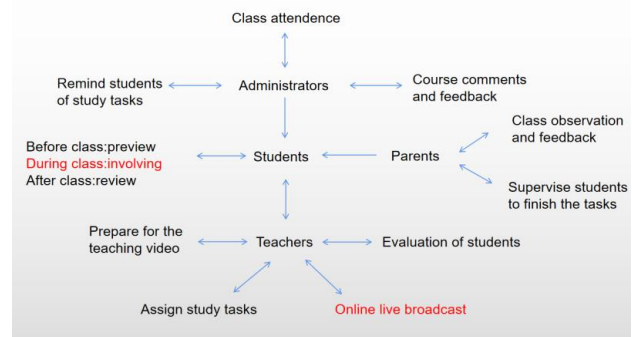 Class attendence
Remind students
of study tasks
Administrators
Course comments
and feedback
Class observation
and feedback
Before class:preview
During class:involving
After class:review
Students
Parents
Supervise students
to finish the tasks
Prepare for the
teaching video
Teachers
Evaluation of students
Assign study tasks
Online live broadcast